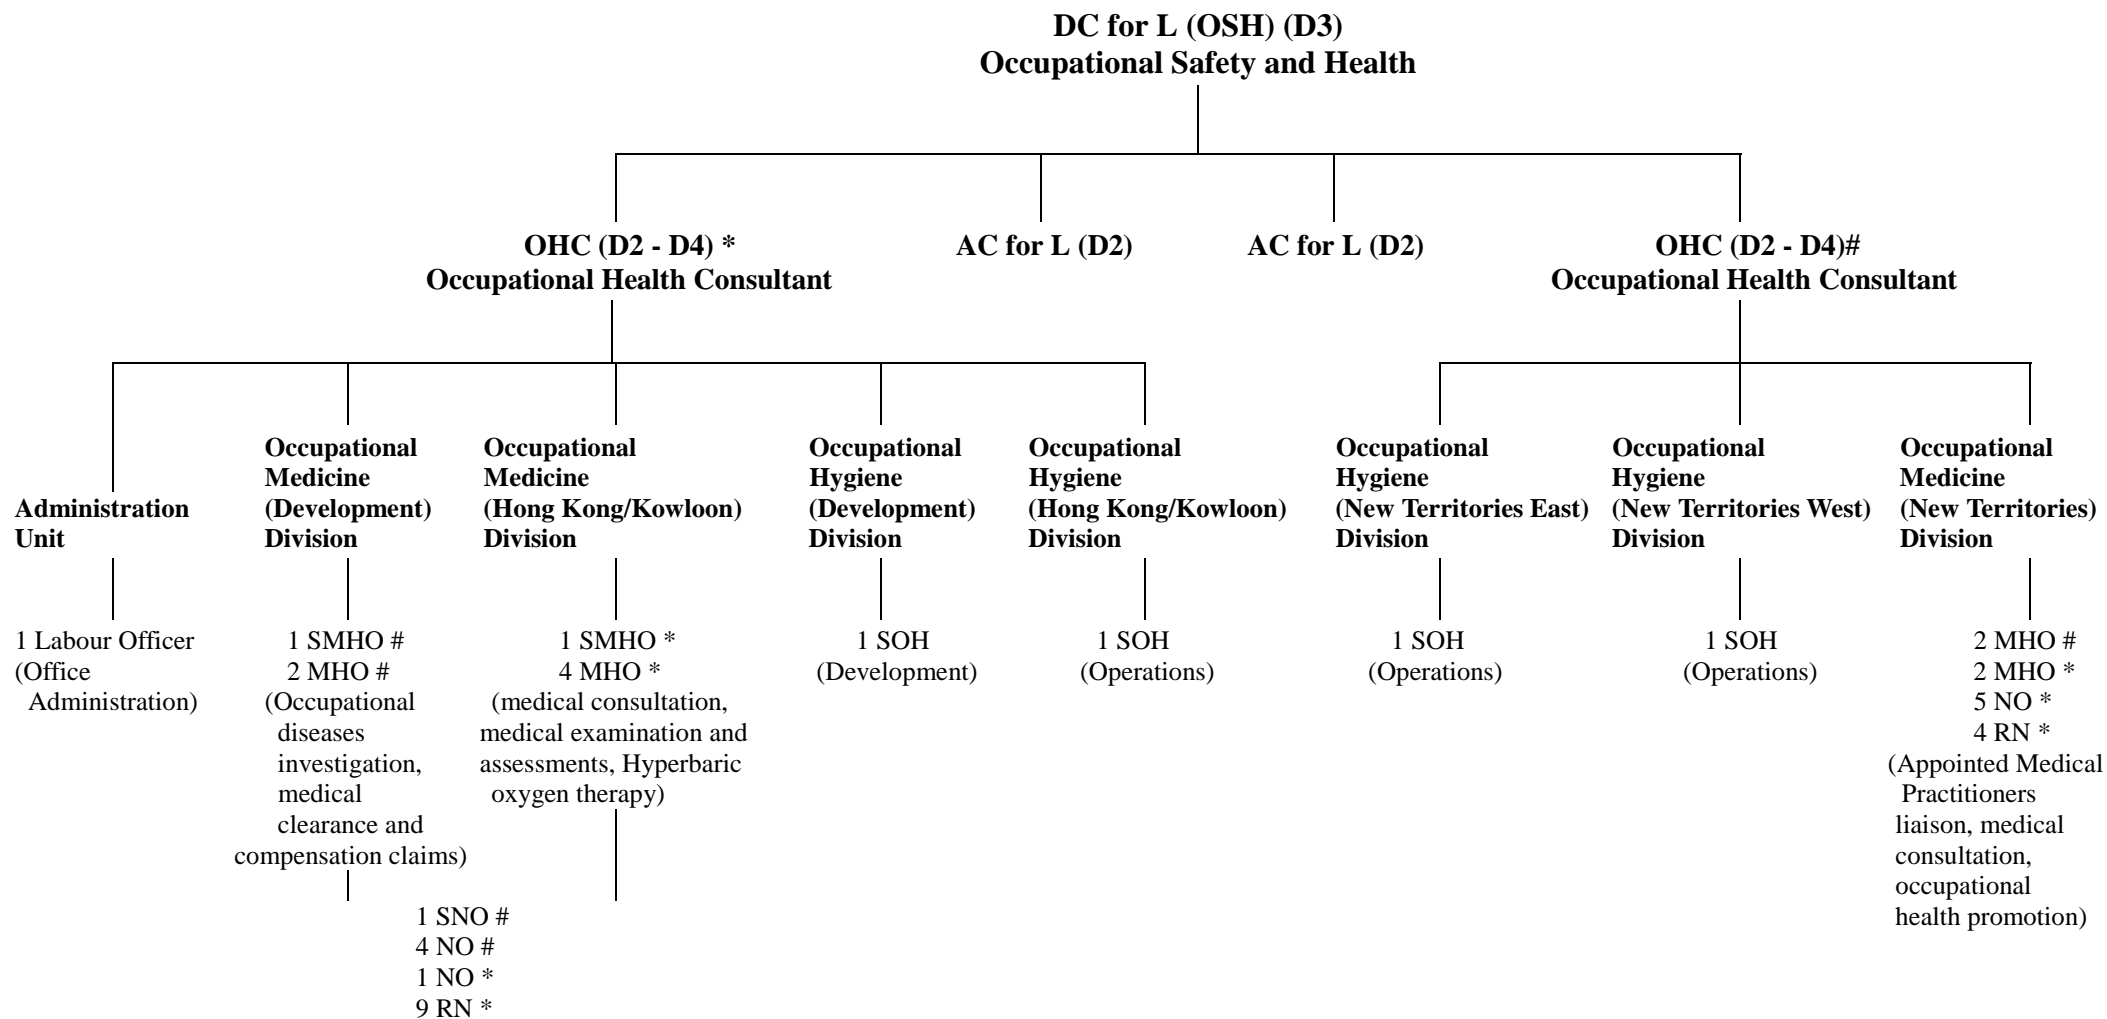 DC for L (OSH) (D3)
Occupational Safety and Health
OHC (D2 - D4) *
Occupational Health Consultant
AC for L (D2)
AC for L (D2)
OHC (D2 - D4)#
Occupational Health Consultant
Administration
Unit
Occupational
Medicine
(Development)
Division
Occupational
Medicine
(Hong Kong/Kowloon)
Division
Occupational
Hygiene
(Development)
Division
Occupational
Hygiene
(Hong Kong/Kowloon)
Division
Occupational
Hygiene
(New Territories East)
Division
Occupational
Hygiene
(New Territories West)
Division
Occupational
Medicine
(New Territories)
Division
1 Labour Officer
(Office
Administration)
1 SMHO #
2 MHO #
(Occupational
diseases
investigation,
medical
clearance and
compensation claims)
1 SMHO *
4 MHO *
(medical consultation,
medical examination and
assessments, Hyperbaric
oxygen therapy)
1 SOH
(Development)
1 SOH
(Operations)
1 SOH
(Operations)
1 SOH
(Operations)
2 MHO #
2 MHO *
5 NO *
4 RN *
(Appointed Medical
Practitioners
liaison, medical
consultation,
occupational
health promotion)
1 SNO #
4 NO #
1 NO *
9 RN *